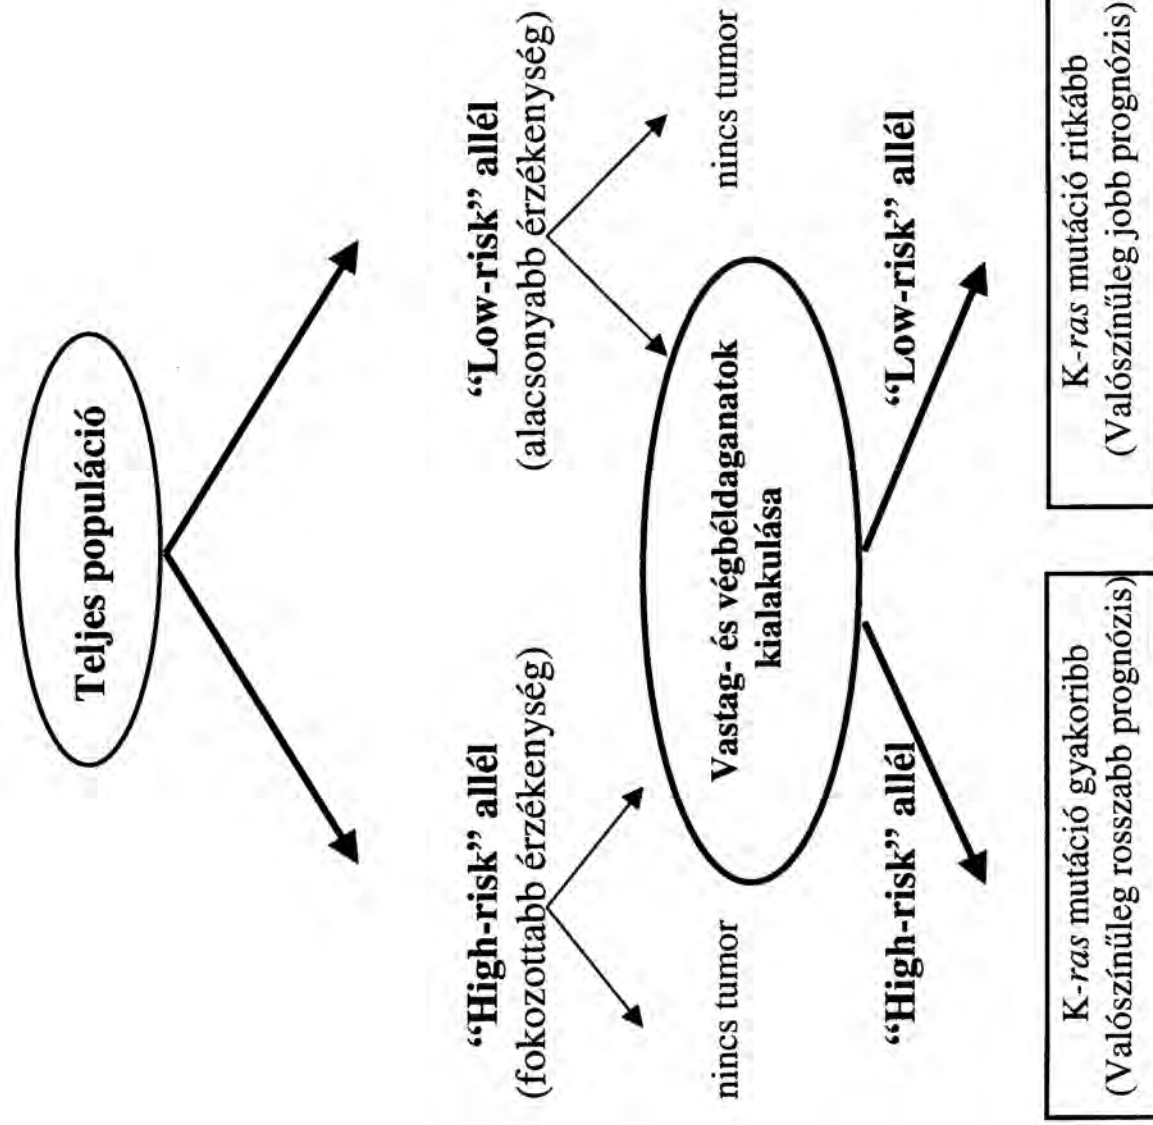 Teljes populáció
“High-risk” allél
(fokozottabb érzékenység)
“Low-risk” allél
(alacsonyabb érzékenység)
nincs tumor
Vastag- és végbéldaganatok
kialakulása
nincs tumor
“High-risk” allél
“Low-risk” allél
K-ras mutáció gyakoribb
(Valószínűleg rosszabb prognózis)
K-ras mutáció ritkább
(Valószínűleg jobb prognózis)